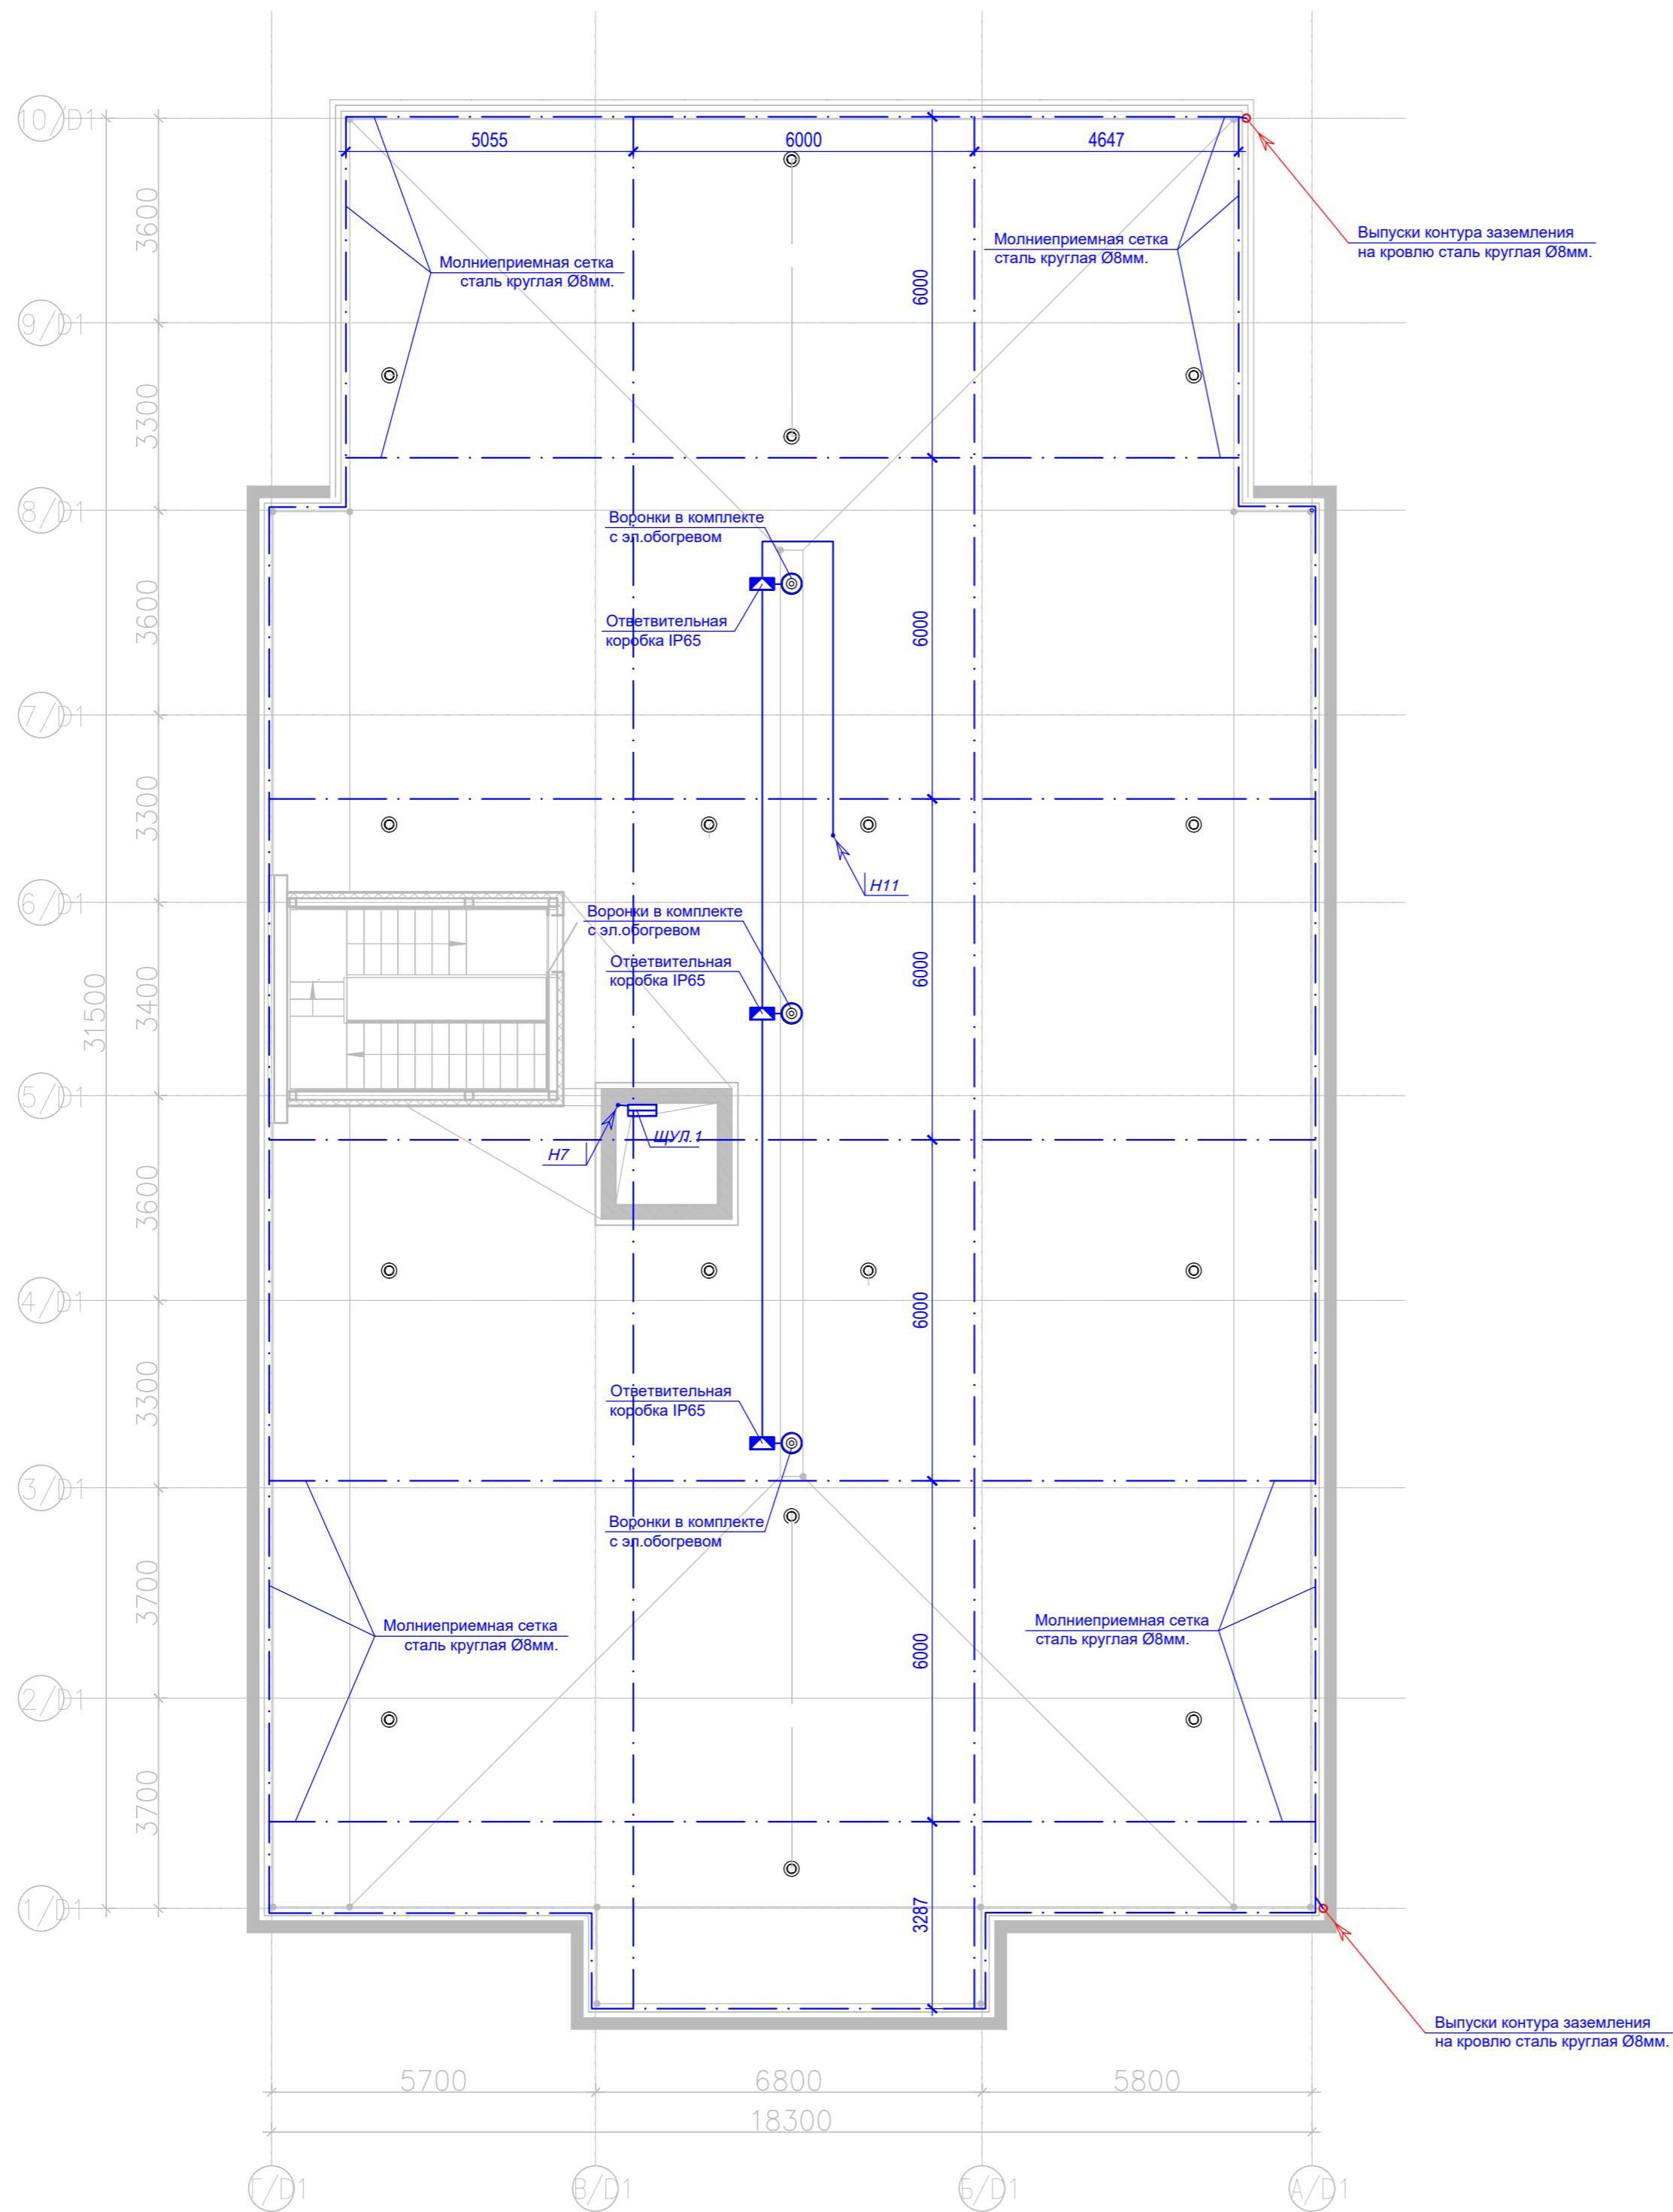 10/D1
5055
6000
4647
3600
Выпуски контура заземления
на кровлю сталь круглая Ø8мм.
Молниеприемная сетка
сталь круглая Ø8мм.
Молниеприемная сетка
сталь круглая Ø8мм.
6000
9/D1
3300
8/D1
Воронки в комплекте
с эл.обогревом
3600
Ответвительная
коробка IP65
6000
7/D1
3300
6/D1
Н11
Воронки в комплекте
с эл.обогревом
Ответвительная
коробка IP65
6000
31500
3400
5/D1
Н7
ЩУЛ.1
3600
4/D1
6000
3300
Ответвительная
коробка IP65
3/D1
Воронки в комплекте
с эл.обогревом
3700
Молниеприемная сетка
сталь круглая Ø8мм.
Молниеприемная сетка
сталь круглая Ø8мм.
6000
2/D1
3700
1/D1
3287
Выпуски контура заземления
на кровлю сталь круглая Ø8мм.
5700
6800
5800
18300
Г/D1
В/D1
Б/D1
А/D1